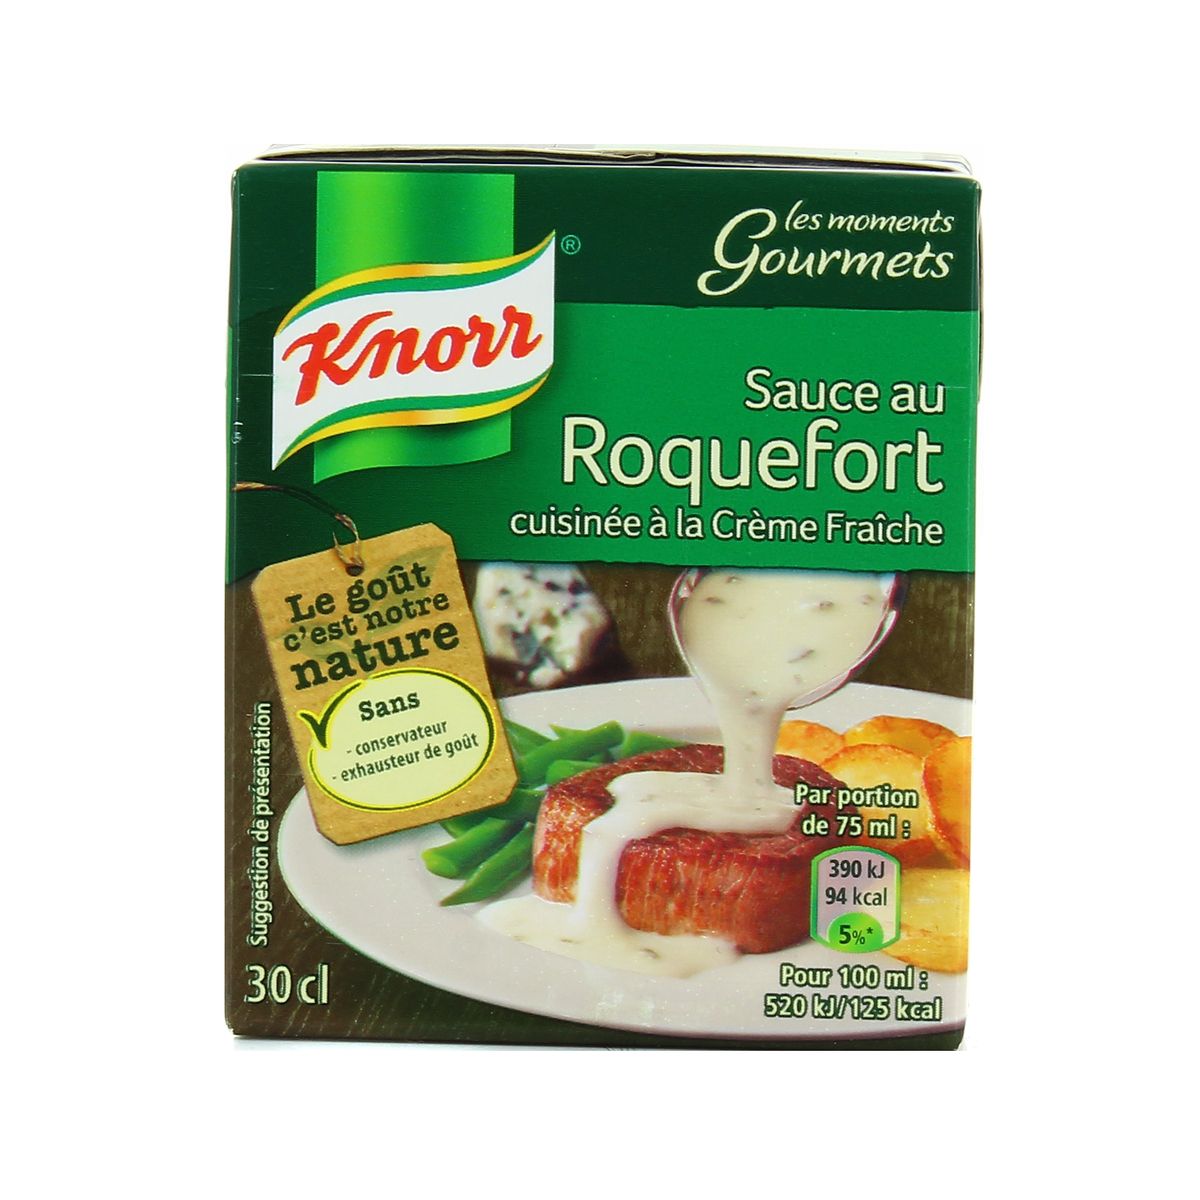 les moments
Gourmets
Knorr®
Sauce au
Roquefort
cuisinée à la Crème Fraîche
Le goût
c'est notre
nature
Sans
- conservateur
- exhausteur de goût
Suggestion de présentation
30 cl
Par portion
de 75 ml :
390 kJ
94 kcal
5%*
Pour 100 ml :
520 kJ/125 kcal